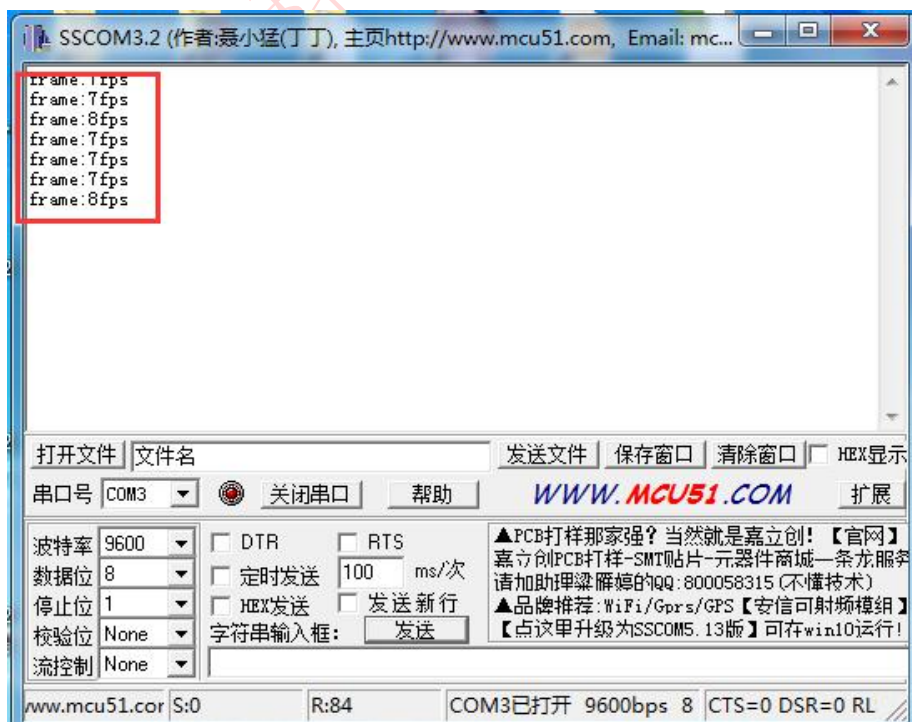 SSCOM3.2 (作者:聂小猛(丁丁), 主页http://www.mcu51.com, Email: mc...
frame:7fps
frame:8fps
frame:7fps
frame:7fps
frame:7fps
frame:8fps
打开文件 文件名 发送文件 保存窗口 清除窗口 HEX显示
串口号 COM3 关闭串口 帮助 WWW.MCU51.COM 扩展
波特率 9600 DTR RTS
数据位 8 定时发送 100 ms/次
停止位 1 HEX发送 发送新行
校验位 None 字符串输入框: 发送
流控制 None
▲PCB打样那家强?当然就是嘉立创!【官网】
嘉立创PCB打样-SMT贴片-元器件商城—条龙服务
请加助理梁雁婷的QQ:800058315(不懂技术)
▲品牌推荐:WiFi/Gprs/GPS【安信可射频模组】
【点这里升级为SSCOM5.13版】可在win10运行!
www.mcu51.cor S:0 R:84 COM3已打开 9600bps 8 CTS=0 DSR=0 RL